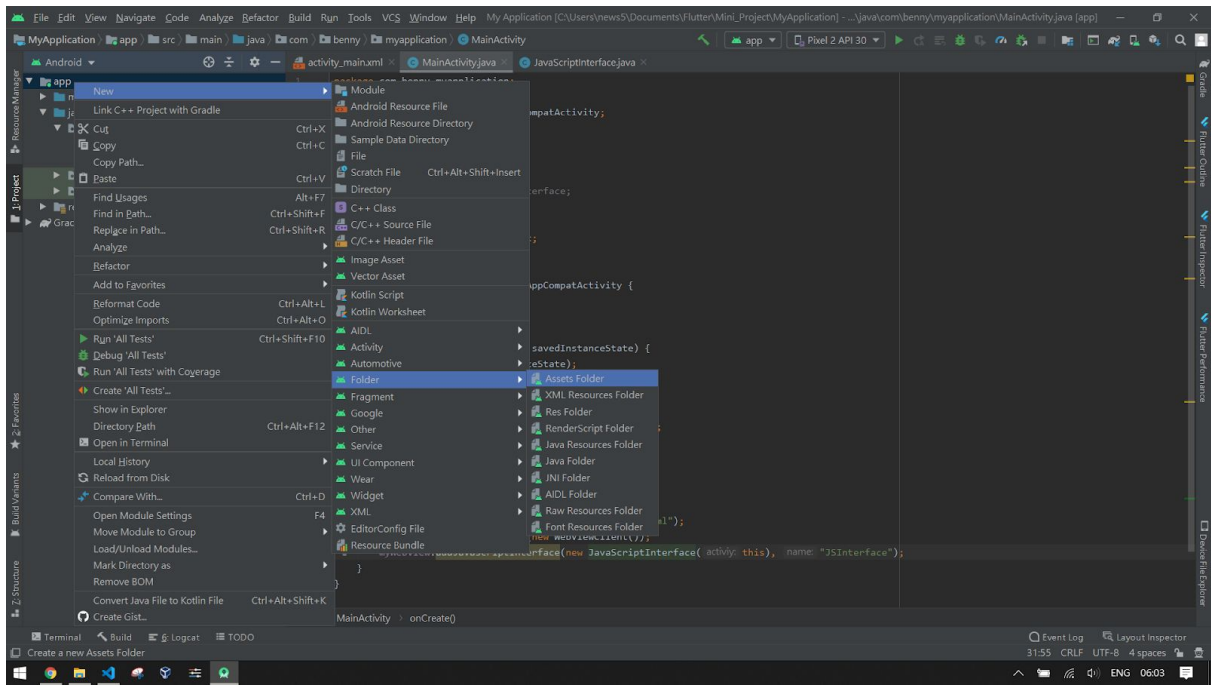 File Edit View Navigate Code Analyze Refactor Build Run Tools VCS Window Help My Application [C:\Users\news5\Documents\Flutter\Mini_Project\MyApplication] - ...\java\com\benny\myapplication\MainActivity.java [app]
MyApplication app src main java com benny myapplication MainActivity app Pixel 2 API 30
Android activity_main.xml MainActivity.java JavaScriptInterface.java
app
1
New
Link C++ Project with Gradle
Cut Ctrl+X
Copy Ctrl+C
Copy Path...
Paste Ctrl+V
Find Usages Alt+F7
Find in Path... Ctrl+Shift+F
Replace in Path... Ctrl+Shift+R
Analyze
Refactor
Add to Favorites
Reformat Code Ctrl+Alt+L
Optimize Imports Ctrl+Alt+O
Run 'All Tests' Ctrl+Shift+F10
Debug 'All Tests'
Run 'All Tests' with Coverage
Create 'All Tests'...
Show in Explorer
Directory Path Ctrl+Alt+F12
Open in Terminal
Local History
Reload from Disk
Compare With... Ctrl+D
Open Module Settings F4
Move Module to Group
Load/Unload Modules...
Mark Directory as
Remove BOM
Convert Java File to Kotlin File Ctrl+Alt+Shift+K
Create Gist...
Module
Android Resource File
Android Resource Directory
Sample Data Directory
File
Scratch File Ctrl+Alt+Shift+Insert
Directory
C++ Class
C/C++ Source File
C/C++ Header File
Image Asset
Vector Asset
Kotlin Script
Kotlin Worksheet
AIDL
Activity
Automotive
Folder
Fragment
Google
Other
Service
UI Component
Wear
Widget
XML
EditorConfig File
Resource Bundle
Assets Folder
XML Resources Folder
Res Folder
RenderScript Folder
Java Resources Folder
Java Folder
JNI Folder
AIDL Folder
Raw Resources Folder
Font Resources Folder
package com.benny.myapplication;
mpatActivity;
erface;
;
AppCompatActivity {
savedInstanceState) {
eState);
;
l");
new WebViewClient());
addJavaScriptInterface(new JavaScriptInterface( activiy: this), name: "JSInterface");
}
}
MainActivity onCreate()
Resource Manager
1: Project
2: Favorites
Build Variants
Z: Structure
Gradle
Flutter Outline
Flutter Inspector
Flutter Performance
Device File Explorer
Terminal Build 6: Logcat TODO Event Log Layout Inspector
Create a new Assets Folder 31:55 CRLF UTF-8 4 spaces
ENG 06:03